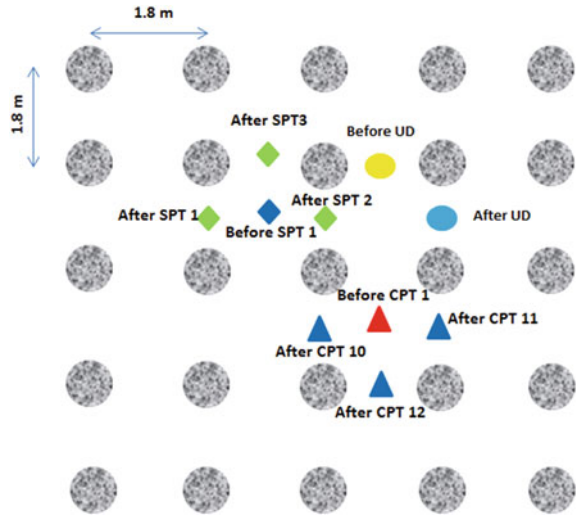 1.8 m
1.8 m
After SPT3
Before UD
After SPT 1
After SPT 2
Before SPT 1
After UD
Before CPT 1
After CPT 10
After CPT 11
After CPT 12